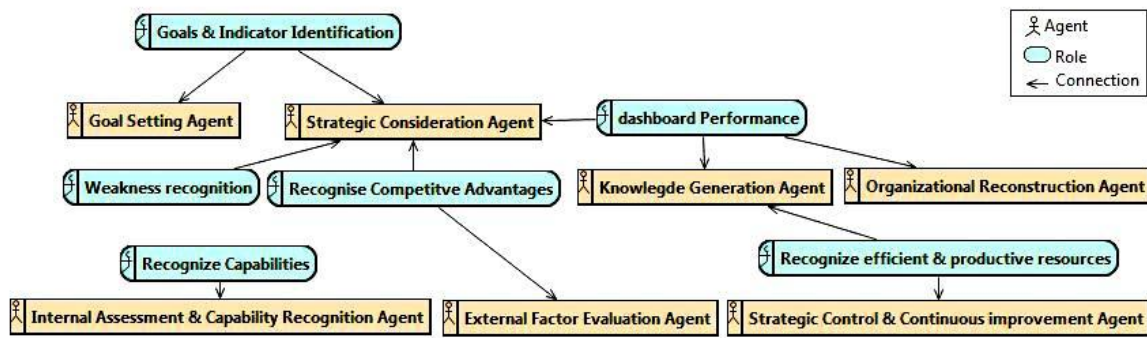 Goals & Indicator Identification
Agent
Role
Connection
Goal Setting Agent
Strategic Consideration Agent
dashboard Performance
Weakness recognition
Recognise Competitve Advantages
Knowlegde Generation Agent
Organizational Reconstruction Agent
Recognize Capabilities
Recognize efficient & productive resources
Internal Assessment & Capability Recognition Agent
External Factor Evaluation Agent
Strategic Control & Continuous improvement Agent